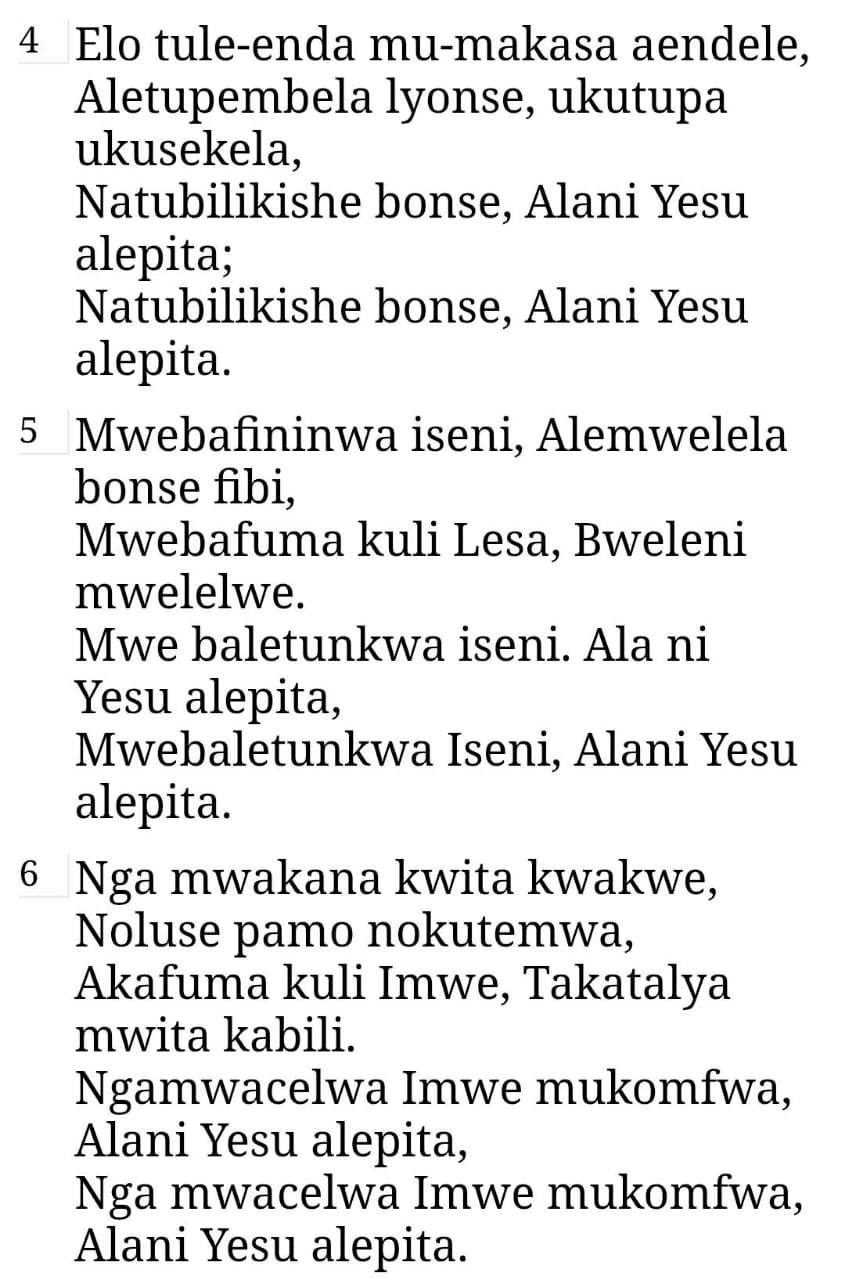 4 Elo tule-enda mu-makasa aendele,
Aletupembela lyonse, ukutupa
ukusekela,
Natubilikishe bonse, Alani Yesu
alepita;
Natubilikishe bonse, Alani Yesu
alepita.
5 Mwebafininwa iseni, Alemwelela
bonse fibi,
Mwebafuma kuli Lesa, Bweleni
mwelelwe.
Mwe baletunkwa iseni. Ala ni
Yesu alepita,
Mwebaletunkwa Iseni, Alani Yesu
alepita.
6 Nga mwakana kwita kwakwe,
Noluse pamo nokutemwa,
Akafuma kuli Imwe, Takatalya
mwita kabili.
Ngamwacelwa Imwe mukomfwa,
Alani Yesu alepita,
Nga mwacelwa Imwe mukomfwa,
Alani Yesu alepita.